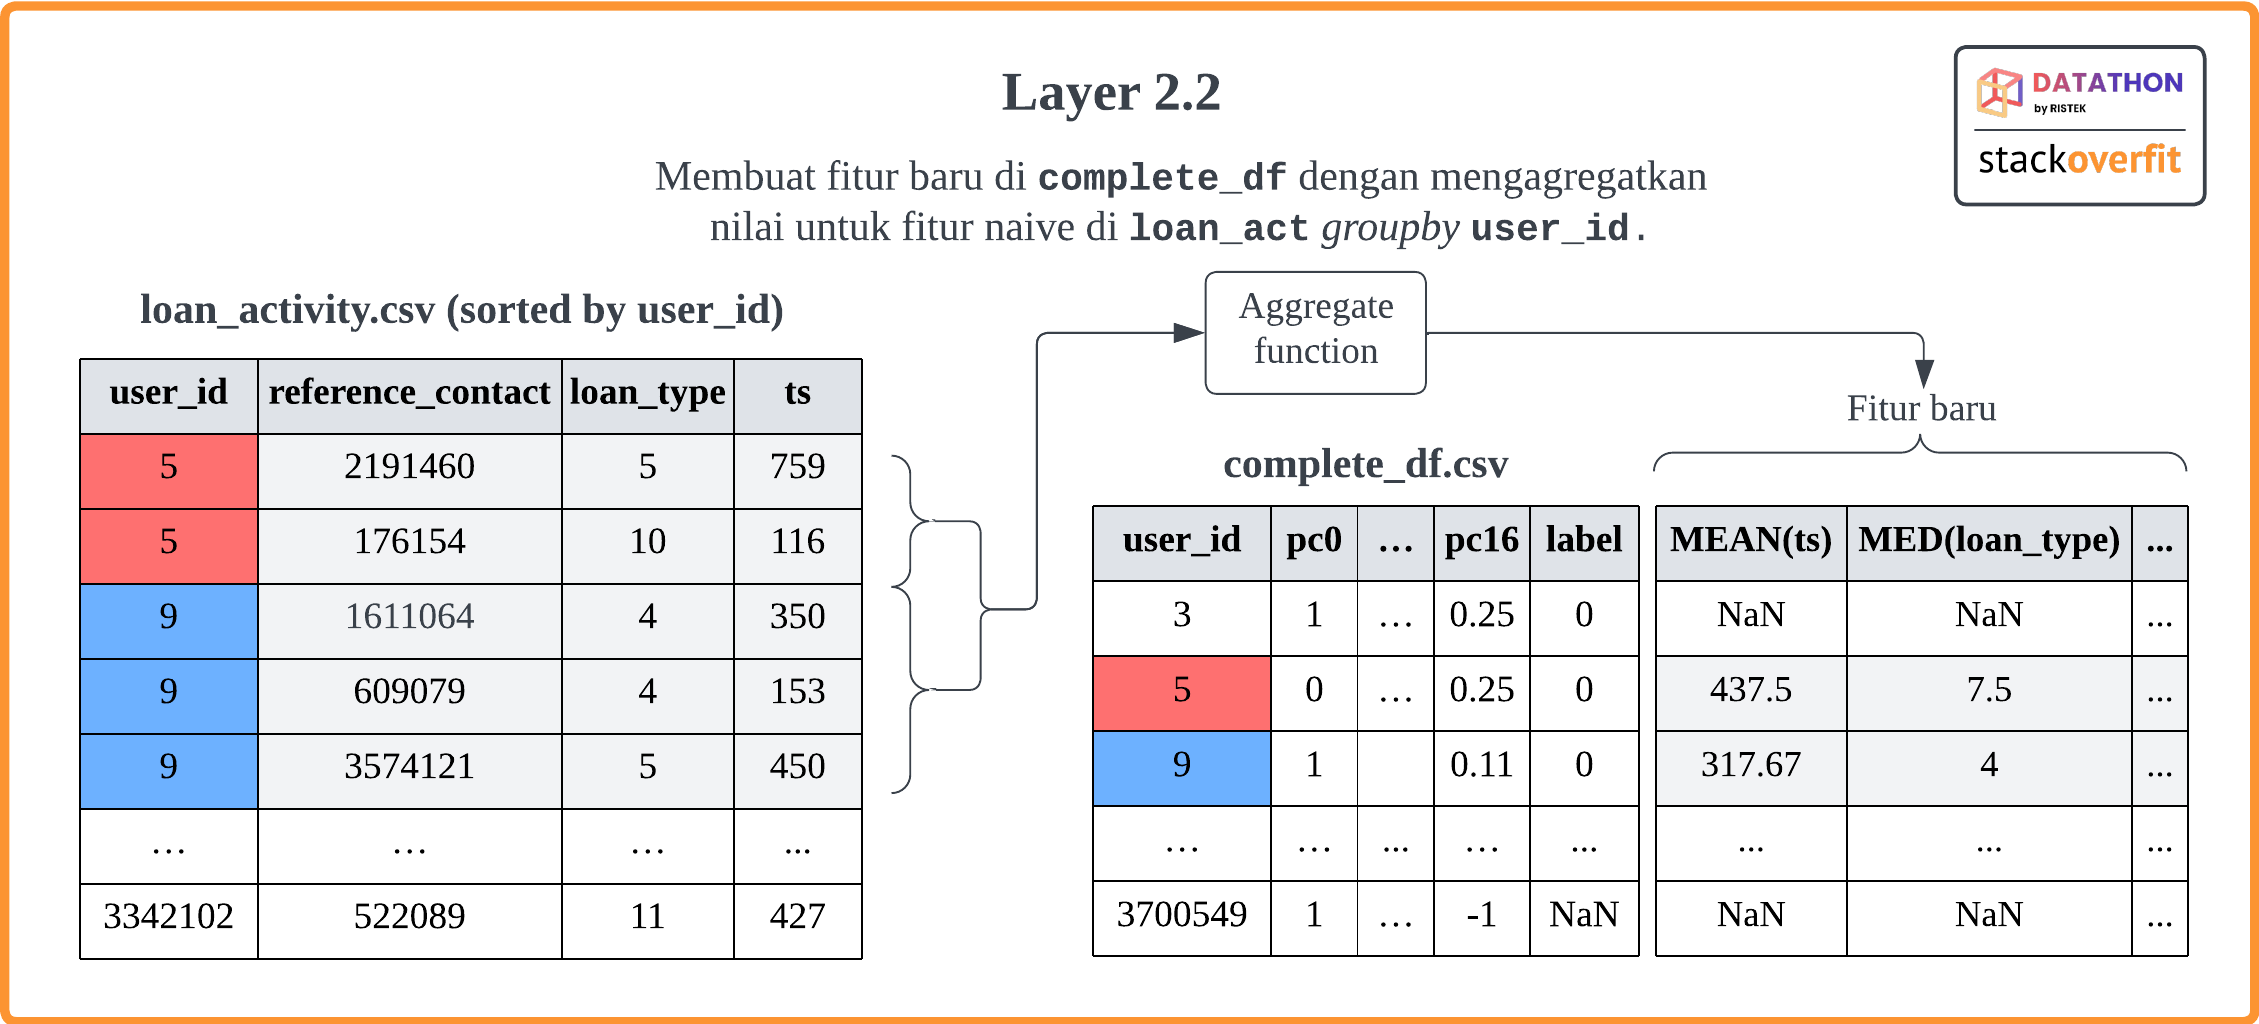 Layer 2.2
DATATHON
by RISTEK
stackoverfit
Membuat fitur baru di complete_df dengan mengagregatkan
nilai untuk fitur naive di loan_act groupby user_id.
loan_activity.csv (sorted by user_id)
Aggregate
function
Fitur baru
user_id reference_contact loan_type ts
5 2191460 5 759
5 176154 10 116
9 1611064 4 350
9 609079 4 153
9 3574121 5 450
… … … ...
3342102 522089 11 427
complete_df.csv
user_id pc0 … pc16 label MEAN(ts) MED(loan_type) ...
3 1 … 0.25 0 NaN NaN ...
5 0 … 0.25 0 437.5 7.5 ...
9 1 0.11 0 317.67 4 ...
… … ... … ... ... ... ...
3700549 1 … -1 NaN NaN NaN ...